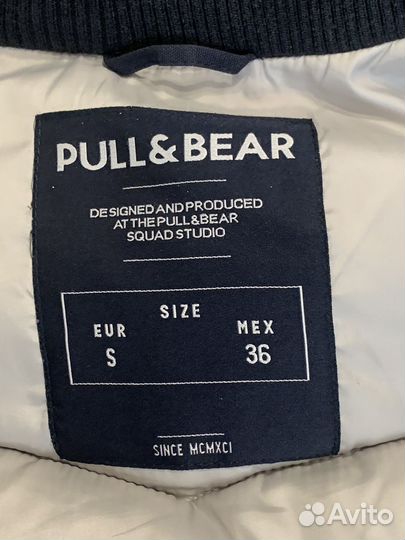 PULL&BEAR
DESIGNED AND PRODUCED
AT THE PULL&BEAR
SQUAD STUDIO
SIZE
EUR MEX
S 36
SINCE MCMXCI
Avito